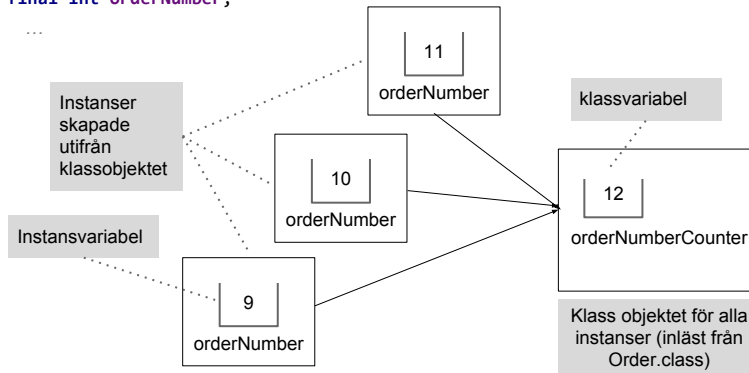 final int orderNumber;
...
11
orderNumber
Instanser
skapade
utifrån
klassobjektet
klassvariabel
10
orderNumber
12
orderNumberCounter
Instansvariabel
9
orderNumber
Klass objektet för alla
instanser (inläst från
Order.class)